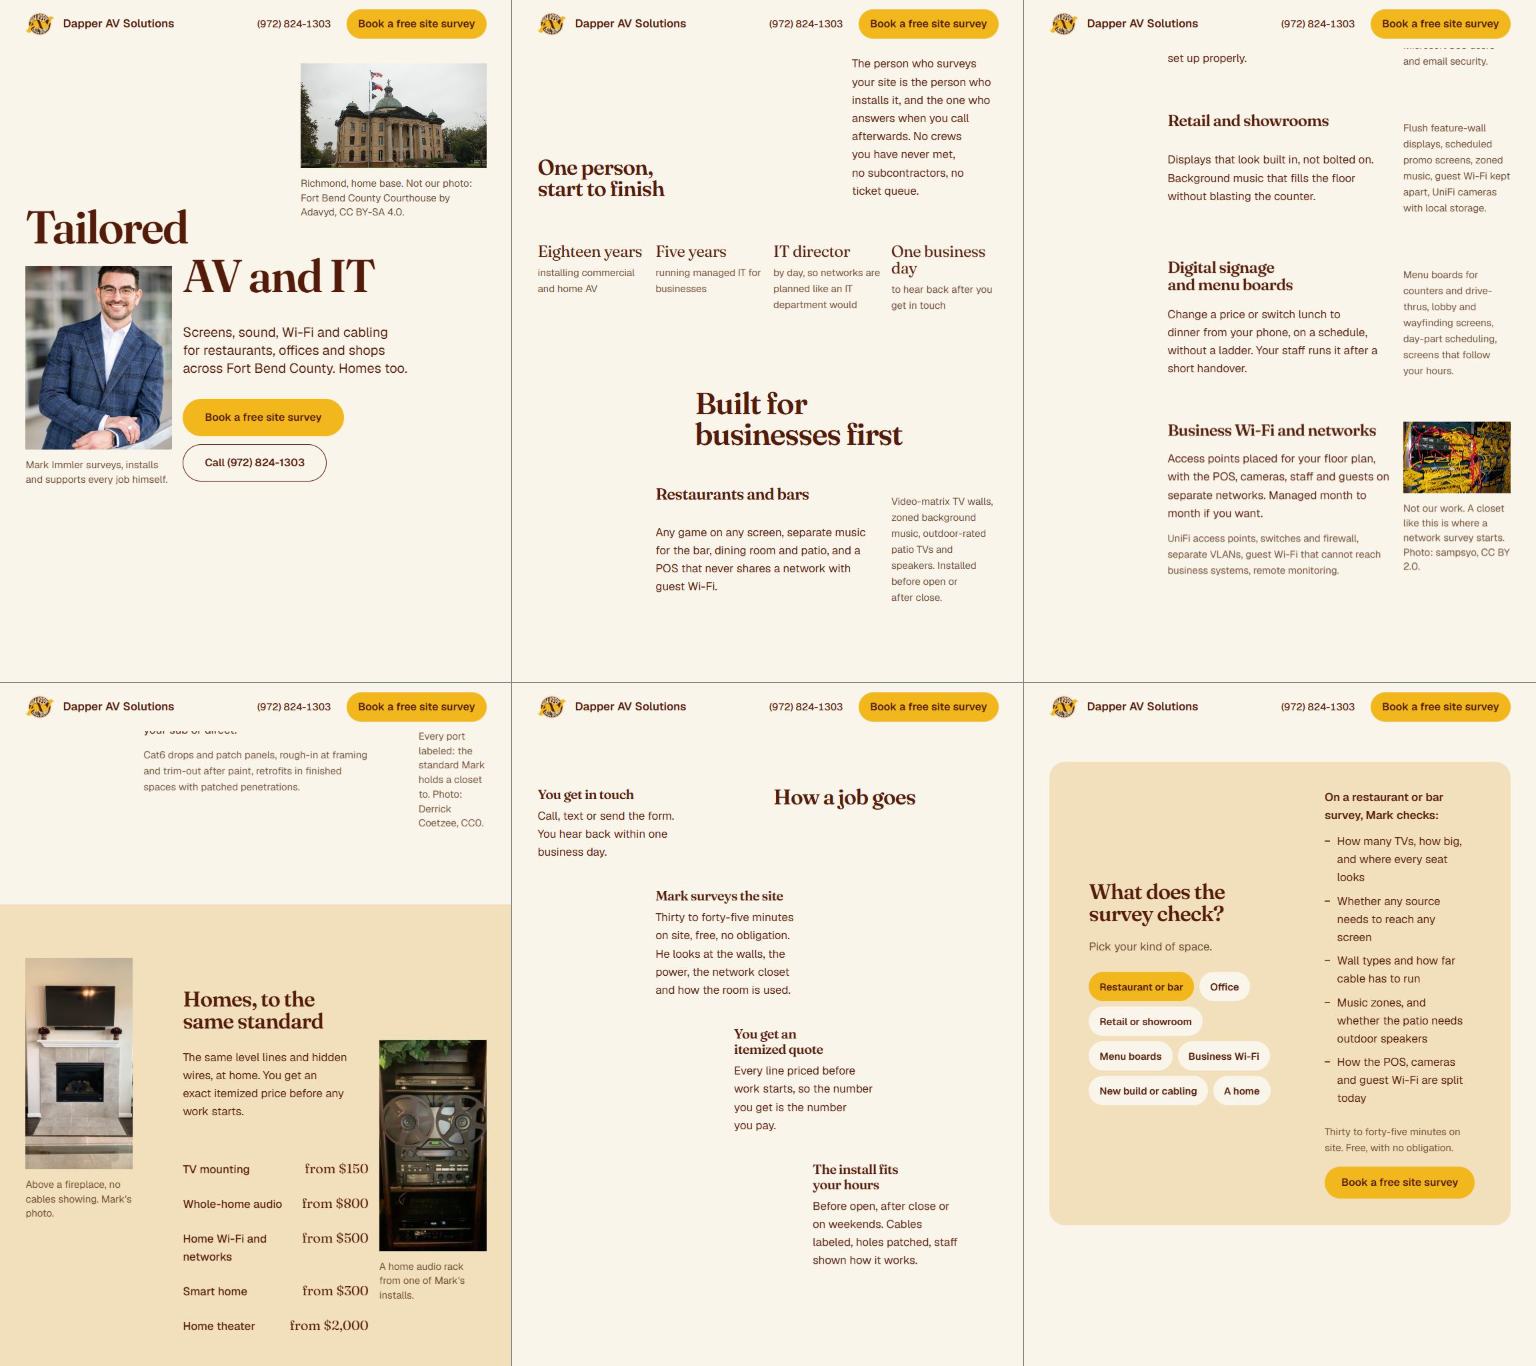 Dapper AV Solutions
(972) 824-1303
Book a free site survey
Richmond, home base. Not our photo:
Fort Bend County Courthouse by
Adavyd, CC BY-SA 4.0.
Tailored
AV and IT
Screens, sound, Wi-Fi and cabling
for restaurants, offices and shops
across Fort Bend County. Homes too.
Book a free site survey
Call (972) 824-1303
Mark Immler surveys, installs
and supports every job himself.
Dapper AV Solutions
(972) 824-1303
Book a free site survey
The person who surveys
your site is the person who
installs it, and the one who
answers when you call
afterwards. No crews
you have never met,
no subcontractors, no
ticket queue.
One person,
start to finish
Eighteen years
installing commercial
and home AV
Five years
running managed IT for
businesses
IT director
by day, so networks are
planned like an IT
department would
One business
day
to hear back after you
get in touch
Built for
businesses first
Restaurants and bars
Any game on any screen, separate music
for the bar, dining room and patio, and a
POS that never shares a network with
guest Wi-Fi.
Video-matrix TV walls,
zoned background
music, outdoor-rated
patio TVs and
speakers. Installed
before open or
after close.
Dapper AV Solutions
(972) 824-1303
Book a free site survey
set up properly.
and email security.
Retail and showrooms
Displays that look built in, not bolted on.
Background music that fills the floor
without blasting the counter.
Flush feature-wall
displays, scheduled
promo screens, zoned
music, guest Wi-Fi kept
apart, UniFi cameras
with local storage.
Digital signage
and menu boards
Change a price or switch lunch to
dinner from your phone, on a schedule,
without a ladder. Your staff runs it after a
short handover.
Menu boards for
counters and drive-
thrus, lobby and
wayfinding screens,
day-part scheduling,
screens that follow
your hours.
Business Wi-Fi and networks
Access points placed for your floor plan,
with the POS, cameras, staff and guests on
separate networks. Managed month to
month if you want.
UniFi access points, switches and firewall,
separate VLANs, guest Wi-Fi that cannot reach
business systems, remote monitoring.
Not our work. A closet
like this is where a
network survey starts.
Photo: sampsyo, CC BY
2.0.
Dapper AV Solutions
(972) 824-1303
Book a free site survey
your sub or direct.
Cat6 drops and patch panels, rough-in at framing
and trim-out after paint, retrofits in finished
spaces with patched penetrations.
Every port
labeled: the
standard Mark
holds a closet
to. Photo:
Derrick
Coetzee, CC0.
Above a fireplace, no
cables showing. Mark's
photo.
Homes, to the
same standard
The same level lines and hidden
wires, at home. You get an
exact itemized price before any
work starts.
TV mounting from $150
Whole-home audio from $800
Home Wi-Fi and
networks from $500
Smart home from $300
Home theater from $2,000
A home audio rack
from one of Mark's
installs.
Dapper AV Solutions
(972) 824-1303
Book a free site survey
How a job goes
You get in touch
Call, text or send the form.
You hear back within one
business day.
Mark surveys the site
Thirty to forty-five minutes
on site, free, no obligation.
He looks at the walls, the
power, the network closet
and how the room is used.
You get an
itemized quote
Every line priced before
work starts, so the number
you get is the number
you pay.
The install fits
your hours
Before open, after close or
on weekends. Cables
labeled, holes patched, staff
shown how it works.
Dapper AV Solutions
(972) 824-1303
Book a free site survey
What does the
survey check?
Pick your kind of space.
Restaurant or bar
Office
Retail or showroom
Menu boards
Business Wi-Fi
New build or cabling
A home
On a restaurant or bar
survey, Mark checks:
– How many TVs, how big,
and where every seat
looks
– Whether any source
needs to reach any
screen
– Wall types and how far
cable has to run
– Music zones, and
whether the patio needs
outdoor speakers
– How the POS, cameras
and guest Wi-Fi are split
today
Thirty to forty-five minutes on
site. Free, with no obligation.
Book a free site survey